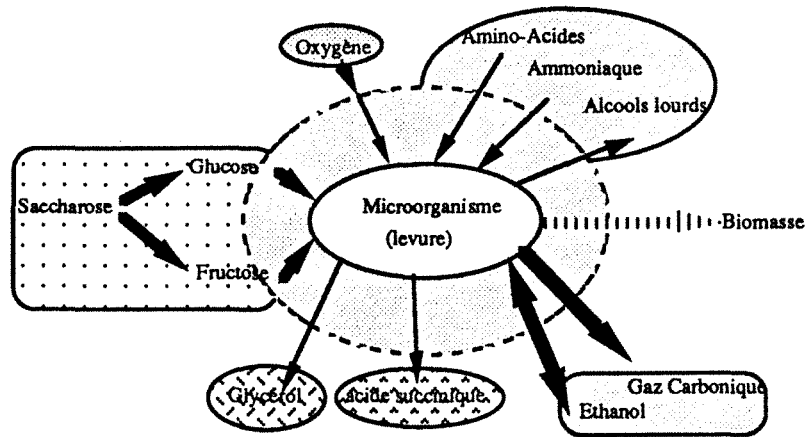 Oxygène
Amino-Acides
Ammoniaque
Alcools lourds
Glucose
Saccharose
Fructose
Microorganisme
(levure)
Biomasse
Glycérol
acide succinique
Gaz Carbonique
Ethanol